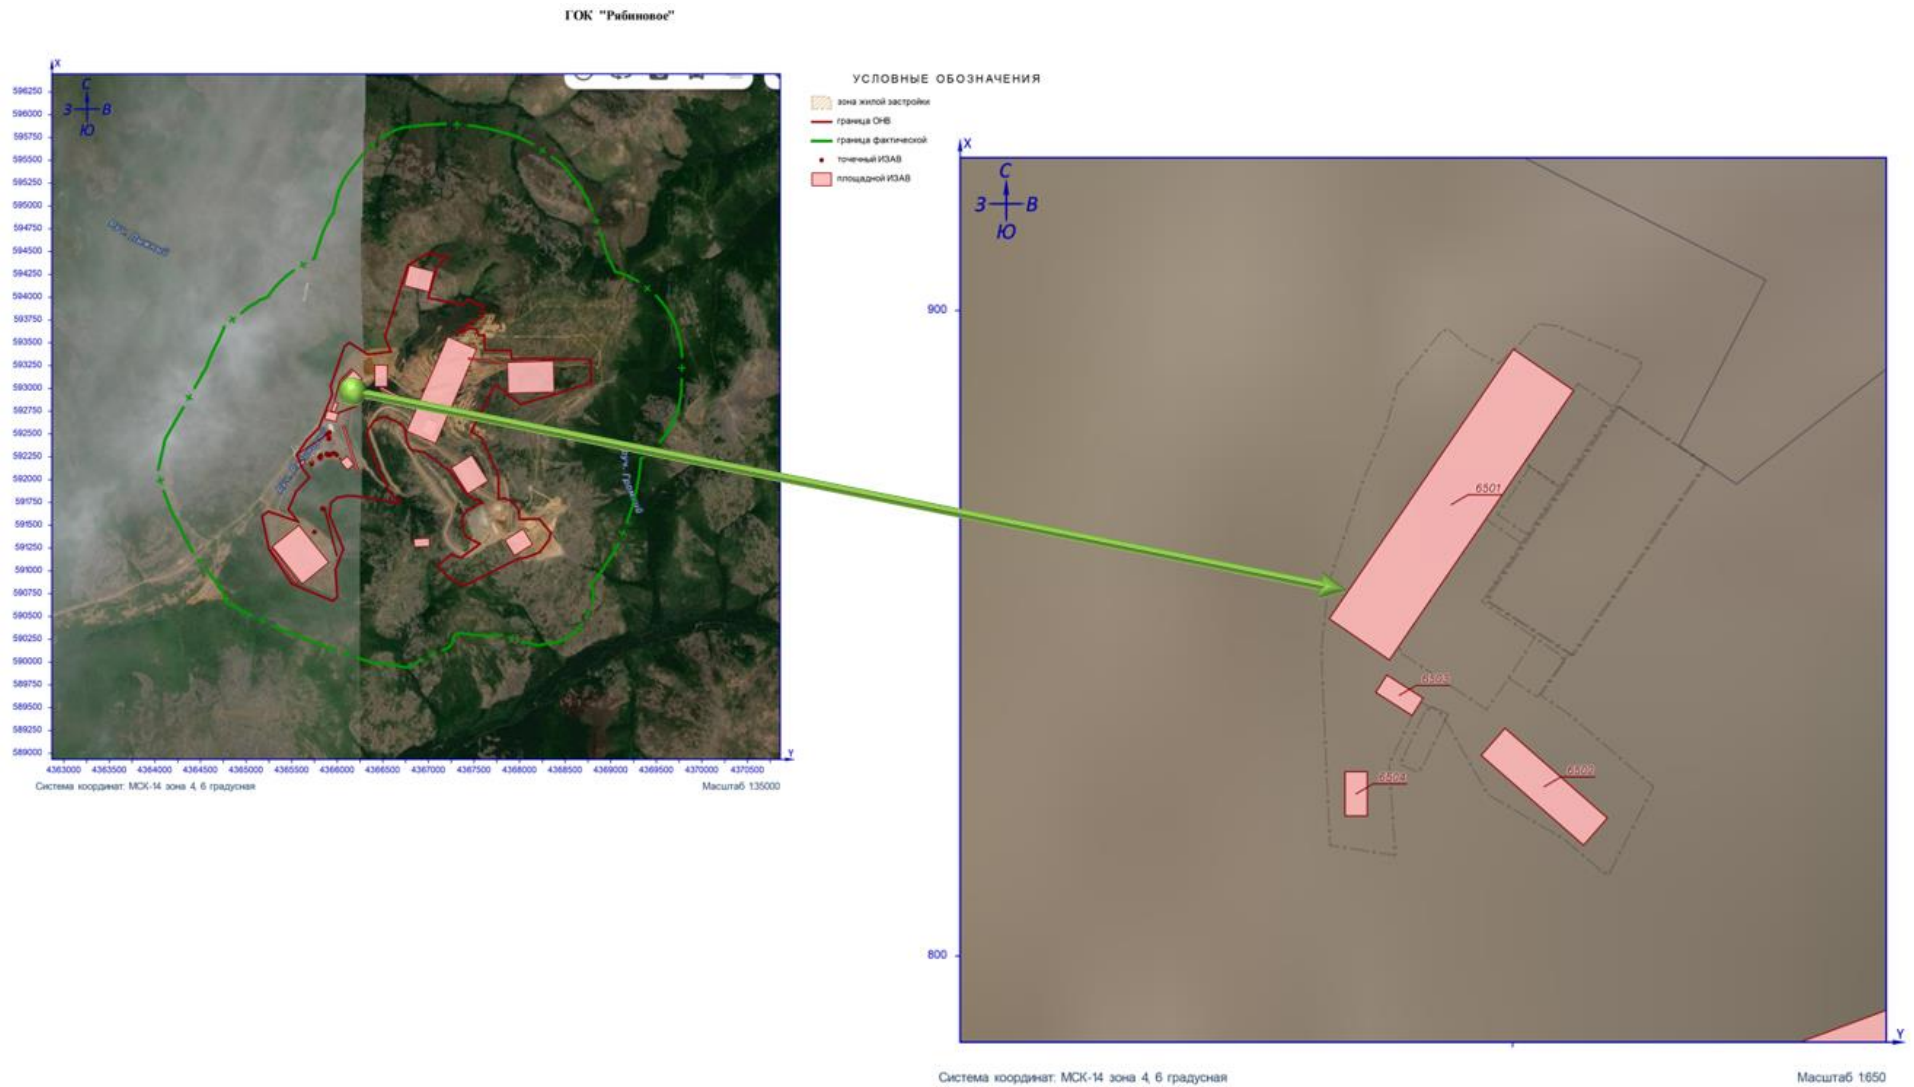 ГОК "Рябиновое"
X
С
З В
Ю
596250
596000
595750
595500
595250
595000
594750
594500
594250
594000
593750
593500
593250
593000
592750
592500
592250
592000
591750
591500
591250
591000
590750
590500
590250
590000
589750
589500
589250
589000
4363000 4363500 4364000 4364500 4365000 4365500 4366000 4366500 4367000 4367500 4368000 4368500 4369000 4369500 4370000 4370500
Y
Система координат: МСК-14 зона 4, 6 градусная
Масштаб 1:35000
УСЛОВНЫЕ ОБОЗНАЧЕНИЯ
зона жилой застройки
граница ОНВ
граница фактической
точечный ИЗАВ
площадной ИЗАВ
X
С
З В
Ю
900
800
6501
6503
6504
6502
Y
Система координат: МСК-14 зона 4, 6 градусная
Масштаб 1:650